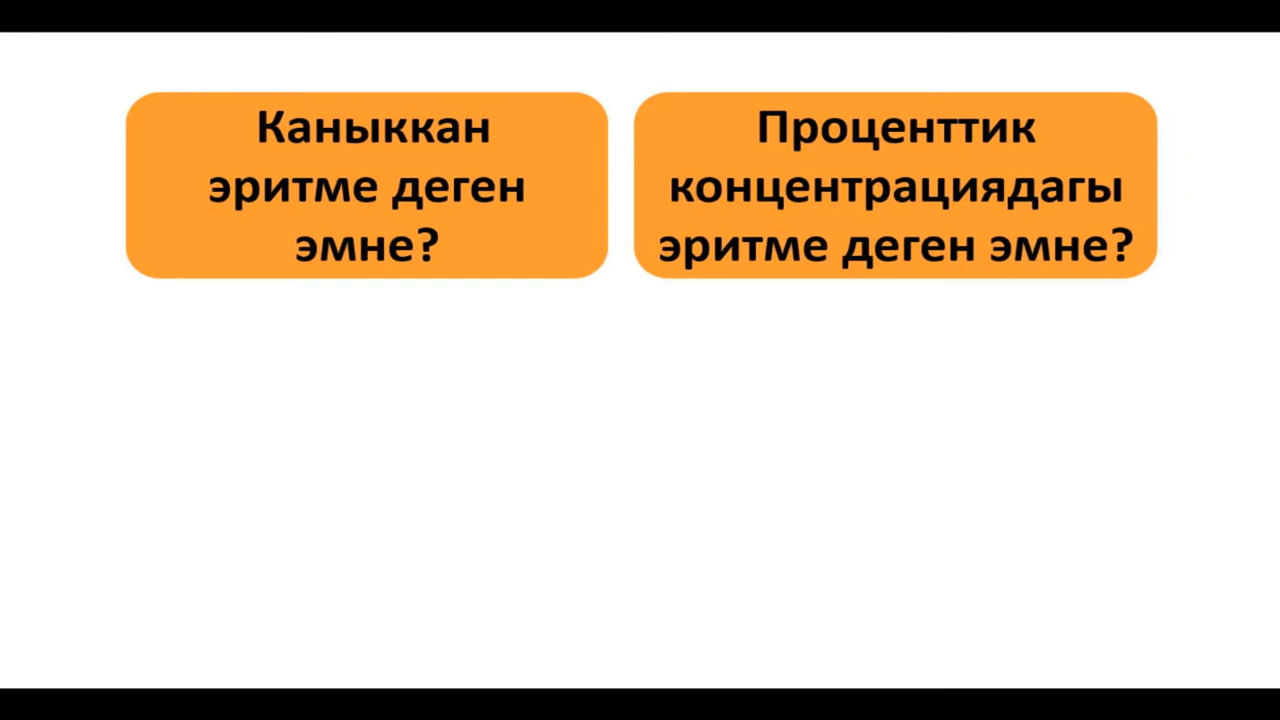 Каныккан
эритме деген
эмне?
Проценттик
концентрациядагы
эритме деген эмне?